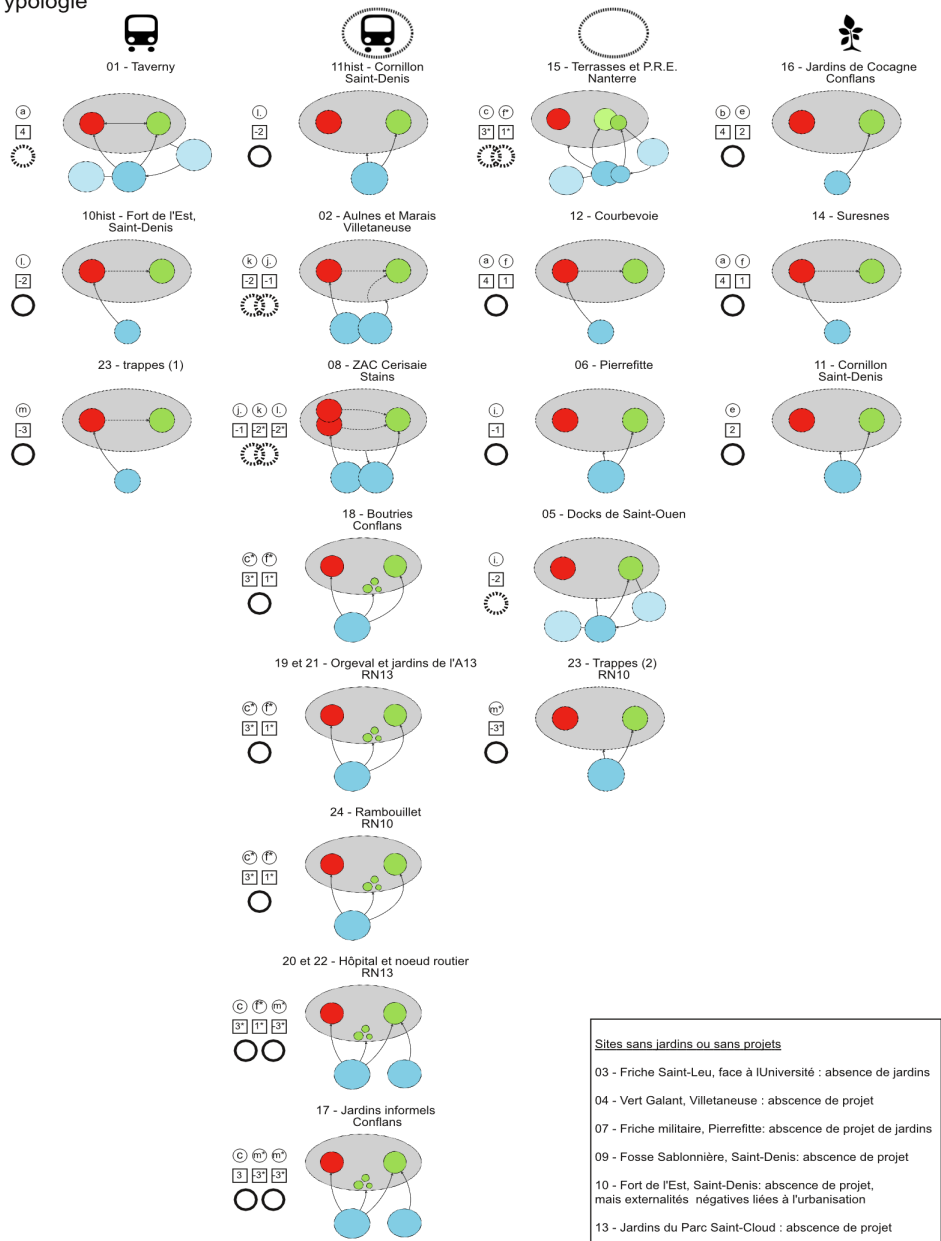 ypologie
01 - Taverny
a
4
11hist - Cornillon
Saint-Denis
l.
-2
15 - Terrasses et P.R.E.
Nanterre
c f*
3* 1*
16 - Jardins de Cocagne
Conflans
b e
4 2
10hist - Fort de l'Est,
Saint-Denis
l.
-2
02 - Aulnes et Marais
Villetaneuse
k j.
-2 -1
12 - Courbevoie
a f
4 1
14 - Suresnes
a f
4 1
23 - trappes (1)
m
-3
08 - ZAC Cerisaie
Stains
j. k l.
-1 -2* -2*
06 - Pierrefitte
i.
-1
11 - Cornillon
Saint-Denis
e
2
18 - Boutries
Conflans
c* f*
3* 1*
05 - Docks de Saint-Ouen
i.
-2
19 et 21 - Orgeval et jardins de l'A13
RN13
c* f*
3* 1*
23 - Trappes (2)
RN10
m*
-3*
24 - Rambouillet
RN10
c* f*
3* 1*
20 et 22 - Hôpital et noeud routier
RN13
c f* m*
3* 1* -3*
17 - Jardins informels
Conflans
c m* m*
3 -3* -3*
Sites sans jardins ou sans projets
03 - Friche Saint-Leu, face à lUniversité : absence de jardins
04 - Vert Galant, Villetaneuse : abscence de projet
07 - Friche militaire, Pierrefitte: abscence de projet de jardins
09 - Fosse Sablonnière, Saint-Denis: abscence de projet
10 - Fort de l'Est, Saint-Denis: abscence de projet,
mais externalités négatives liées à l'urbanisation
13 - Jardins du Parc Saint-Cloud : abscence de projet